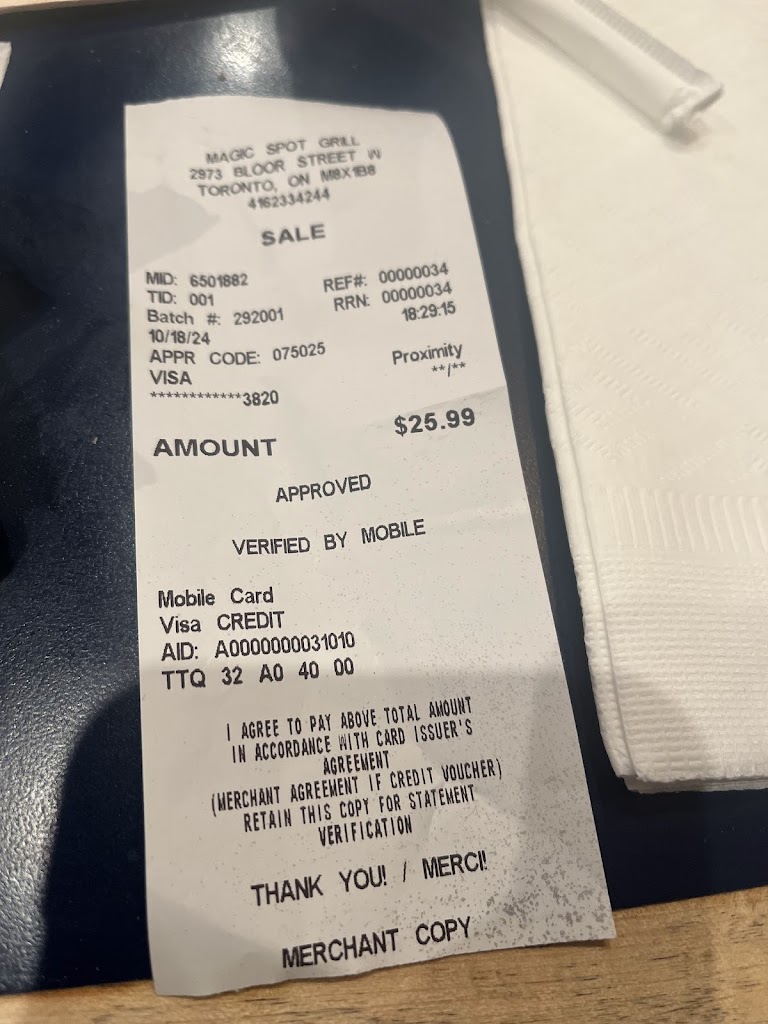 MAGIC SPOT GRILL
2973 BLOOR STREET W
TORONTO, ON M8X1B8
4162334244
SALE
MID: 6501882
TID: 001 REF#: 00000034
Batch #: 292001 RRN: 00000034
10/18/24 18:29:15
APPR CODE: 075025
VISA Proximity
************3820 **/**
AMOUNT $25.99
APPROVED
VERIFIED BY MOBILE
Mobile Card
Visa CREDIT
AID: A0000000031010
TTQ 32 A0 40 00
I AGREE TO PAY ABOVE TOTAL AMOUNT
IN ACCORDANCE WITH CARD ISSUER'S
AGREEMENT
(MERCHANT AGREEMENT IF CREDIT VOUCHER)
RETAIN THIS COPY FOR STATEMENT
VERIFICATION
THANK YOU! / MERCI!
MERCHANT COPY